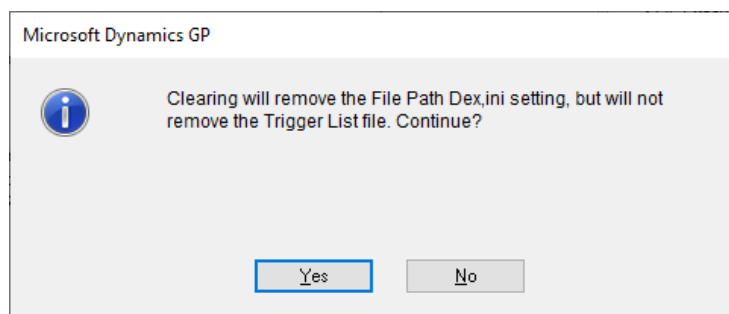 Microsoft Dynamics GP
Clearing will remove the File Path Dex,ini setting, but will not
remove the Trigger List file. Continue?
Yes
No